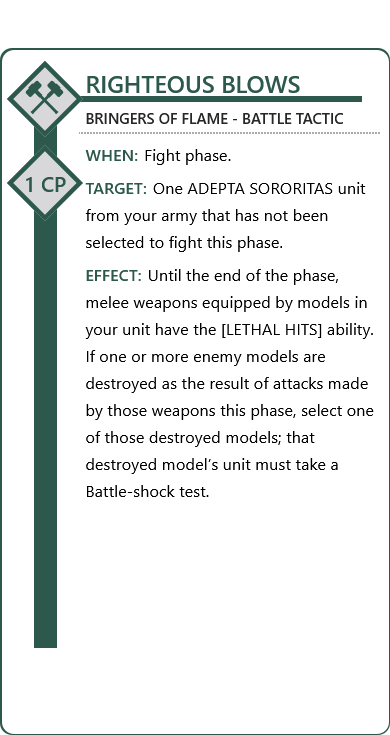 RIGHTEOUS BLOWS
BRINGERS OF FLAME - BATTLE TACTIC
WHEN: Fight phase.
1 CP
TARGET: One ADEPTA SORORITAS unit
from your army that has not been
selected to fight this phase.
EFFECT: Until the end of the phase,
melee weapons equipped by models in
your unit have the [LETHAL HITS] ability.
If one or more enemy models are
destroyed as the result of attacks made
by those weapons this phase, select one
of those destroyed models; that
destroyed model's unit must take a
Battle-shock test.